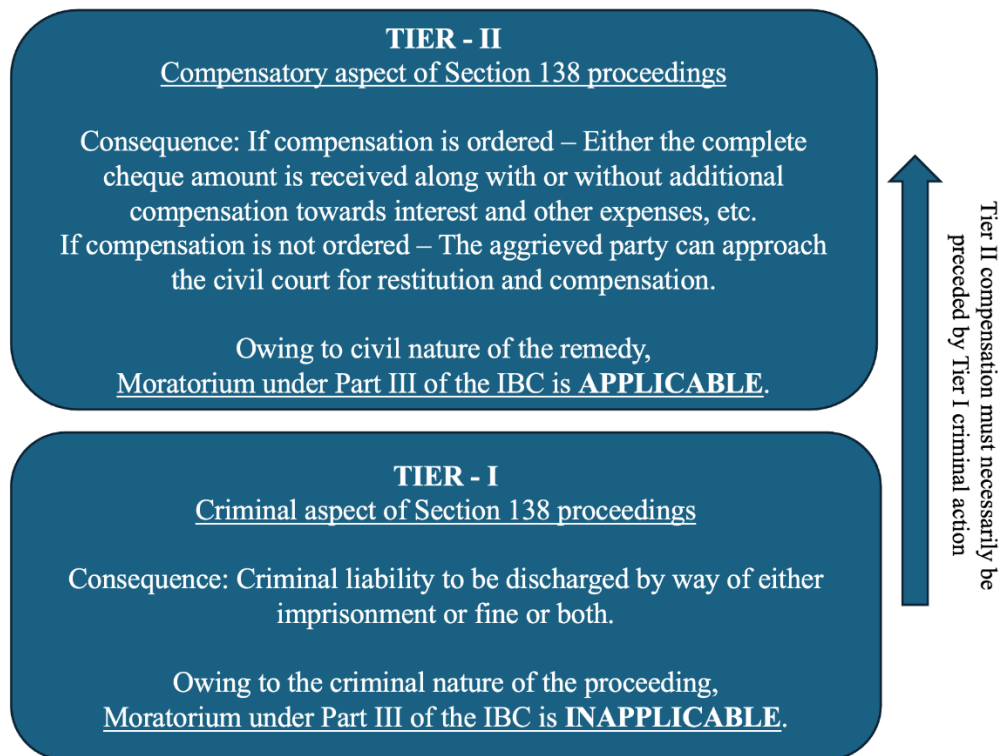 TIER - II
Compensatory aspect of Section 138 proceedings
Consequence: If compensation is ordered – Either the complete
cheque amount is received along with or without additional
compensation towards interest and other expenses, etc.
If compensation is not ordered – The aggrieved party can approach
the civil court for restitution and compensation.
Owing to civil nature of the remedy,
Moratorium under Part III of the IBC is APPLICABLE.
TIER - I
Criminal aspect of Section 138 proceedings
Consequence: Criminal liability to be discharged by way of either
imprisonment or fine or both.
Owing to the criminal nature of the proceeding,
Moratorium under Part III of the IBC is INAPPLICABLE.
Tier II compensation must necessarily be
preceded by Tier I criminal action